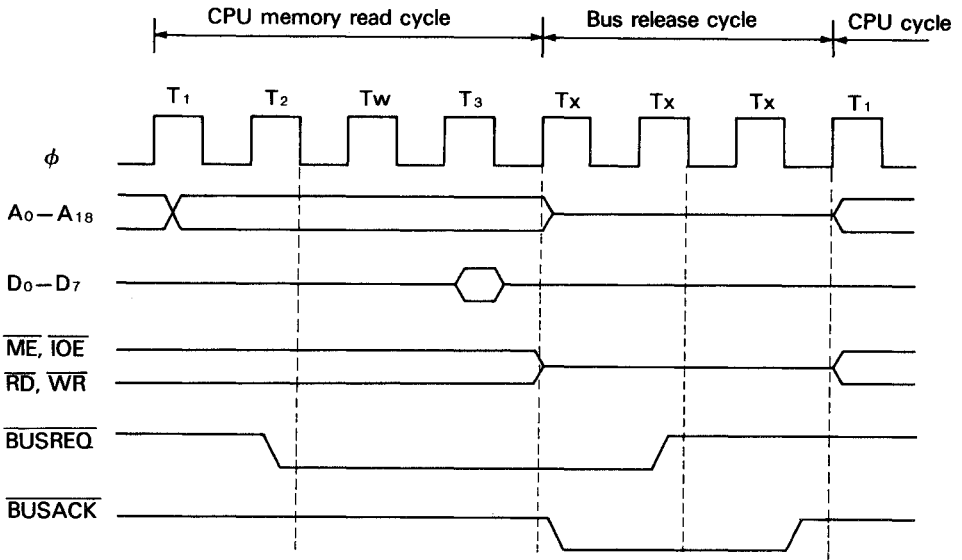 CPU memory read cycle Bus release cycle CPU cycle
T1 T2 Tw T3 Tx Tx Tx T1
φ
A0–A18
D0–D7
ME, IOE
RD, WR
BUSREQ
BUSACK